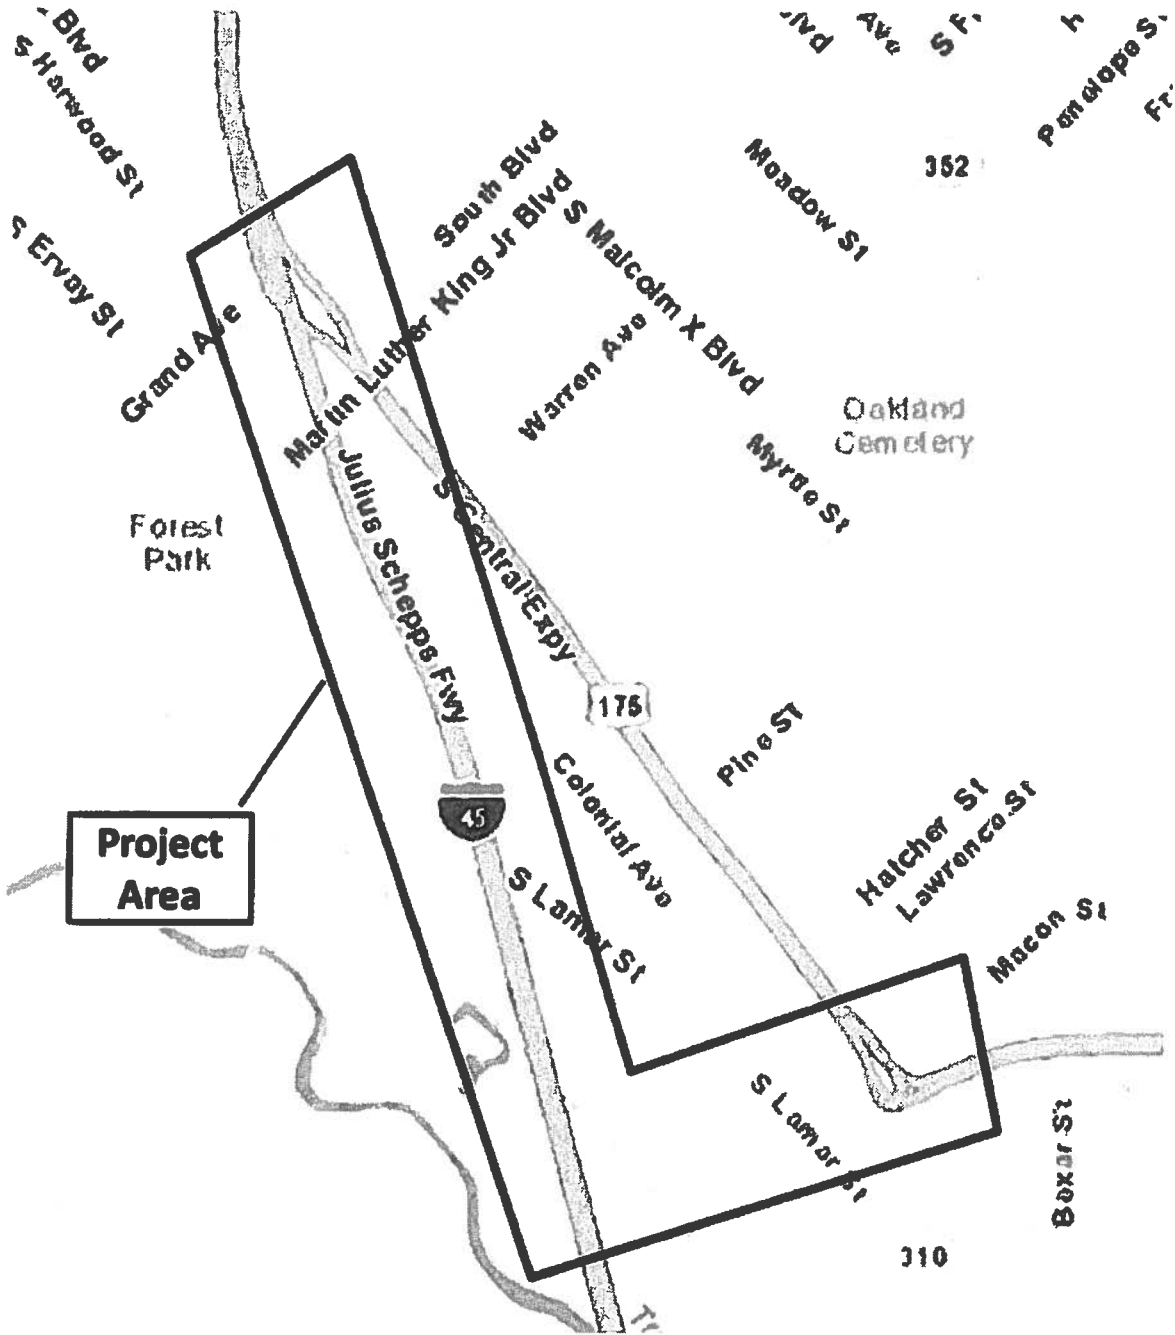 Blvd
S Harwood St
S Ervay St
Grand Ave
South Blvd
Martin Luther King Jr Blvd
S Malcolm X Blvd
Warren Ave
Meadow St
352
Ave
S
Oakland
Cemetery
Myrtle St
Forest
Park
Julius Schepps Fwy
S Central Expy
175
Pine ST
Colonial Ave
45
Project
Area
S Lamar St
Hatcher St
Lawrence St
Macon St
S Lamar St
310